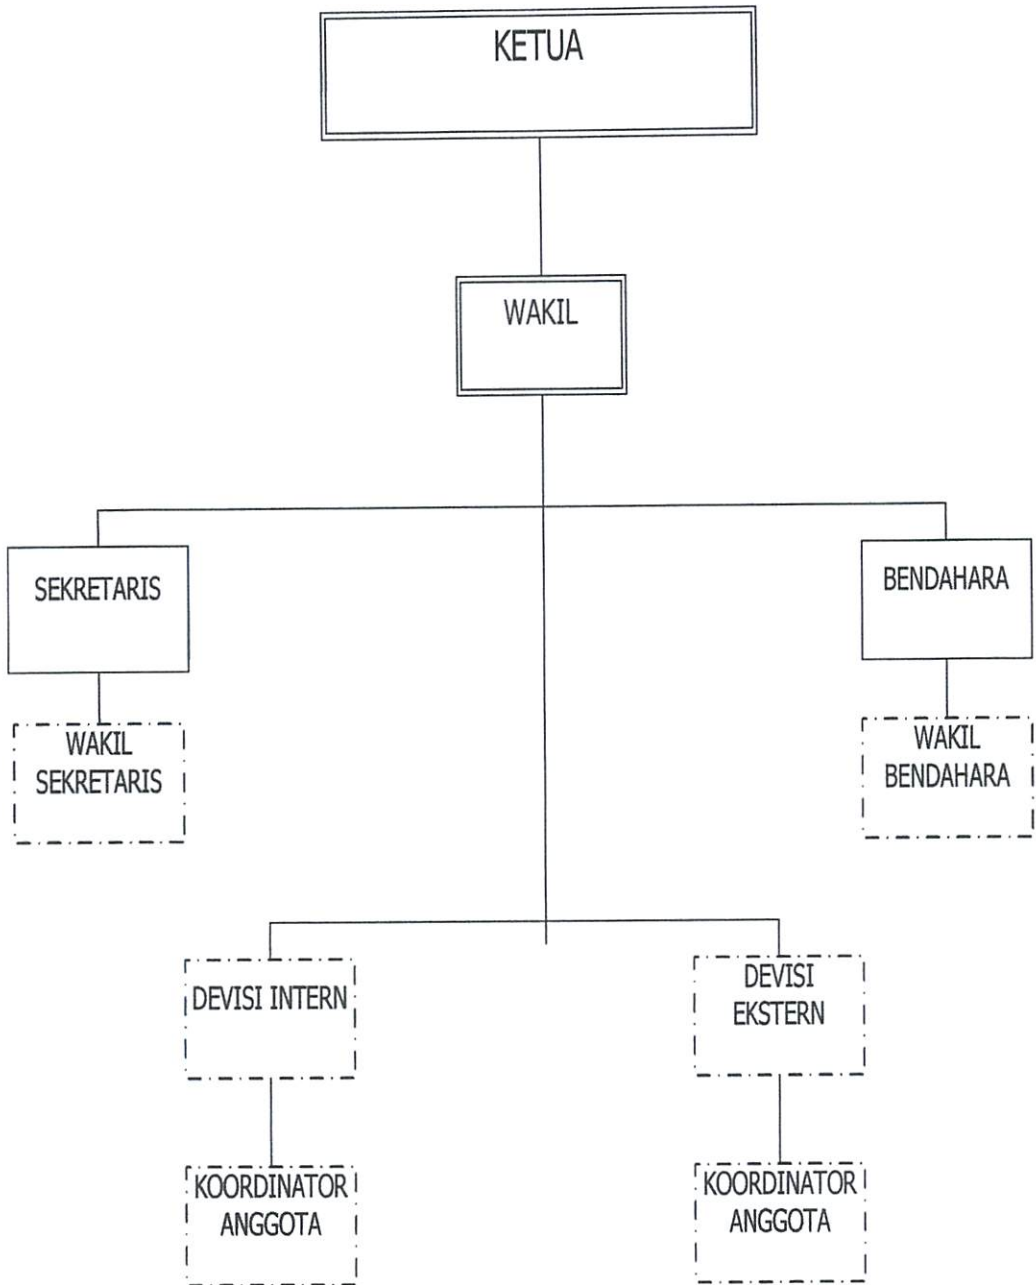 KETUA
WAKIL
SEKRETARIS
BENDAHARA
WAKIL
SEKRETARIS
WAKIL
BENDAHARA
DEVISI INTERN
DEVISI
EKSTERN
KOORDINATOR
ANGGOTA
KOORDINATOR
ANGGOTA